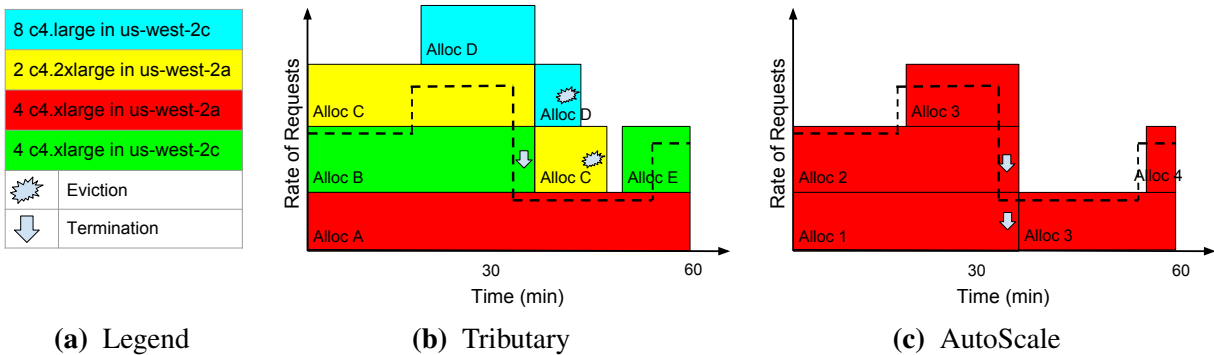 8 c4.large in us-west-2c
2 c4.2xlarge in us-west-2a
4 c4.xlarge in us-west-2a
4 c4.xlarge in us-west-2c
Eviction
Termination
(a) Legend
Rate of Requests
Alloc D
Alloc C
Alloc D
Alloc B
Alloc C
Alloc E
Alloc A
30
60
Time (min)
(b) Tributary
Rate of Requests
Alloc 3
Alloc 2
Alloc 4
Alloc 1
Alloc 3
30
60
Time (min)
(c) AutoScale